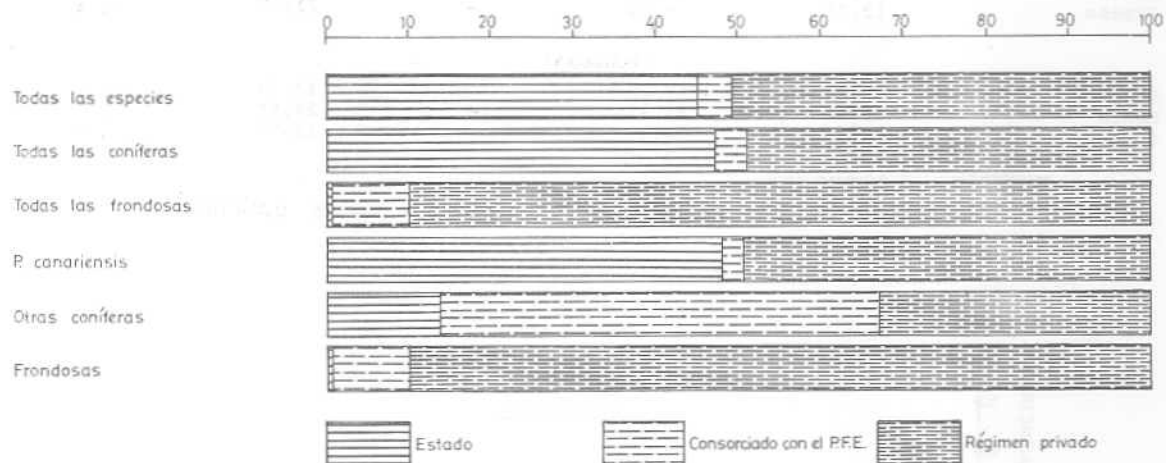 0 10 20 30 40 50 60 70 80 90 100
Todas las especies
Todas las coníferas
Todas las frondosas
P. canariensis
Otras coníferas
Frondosas
Estado Consorciado con el P.F.E. Régimen privado